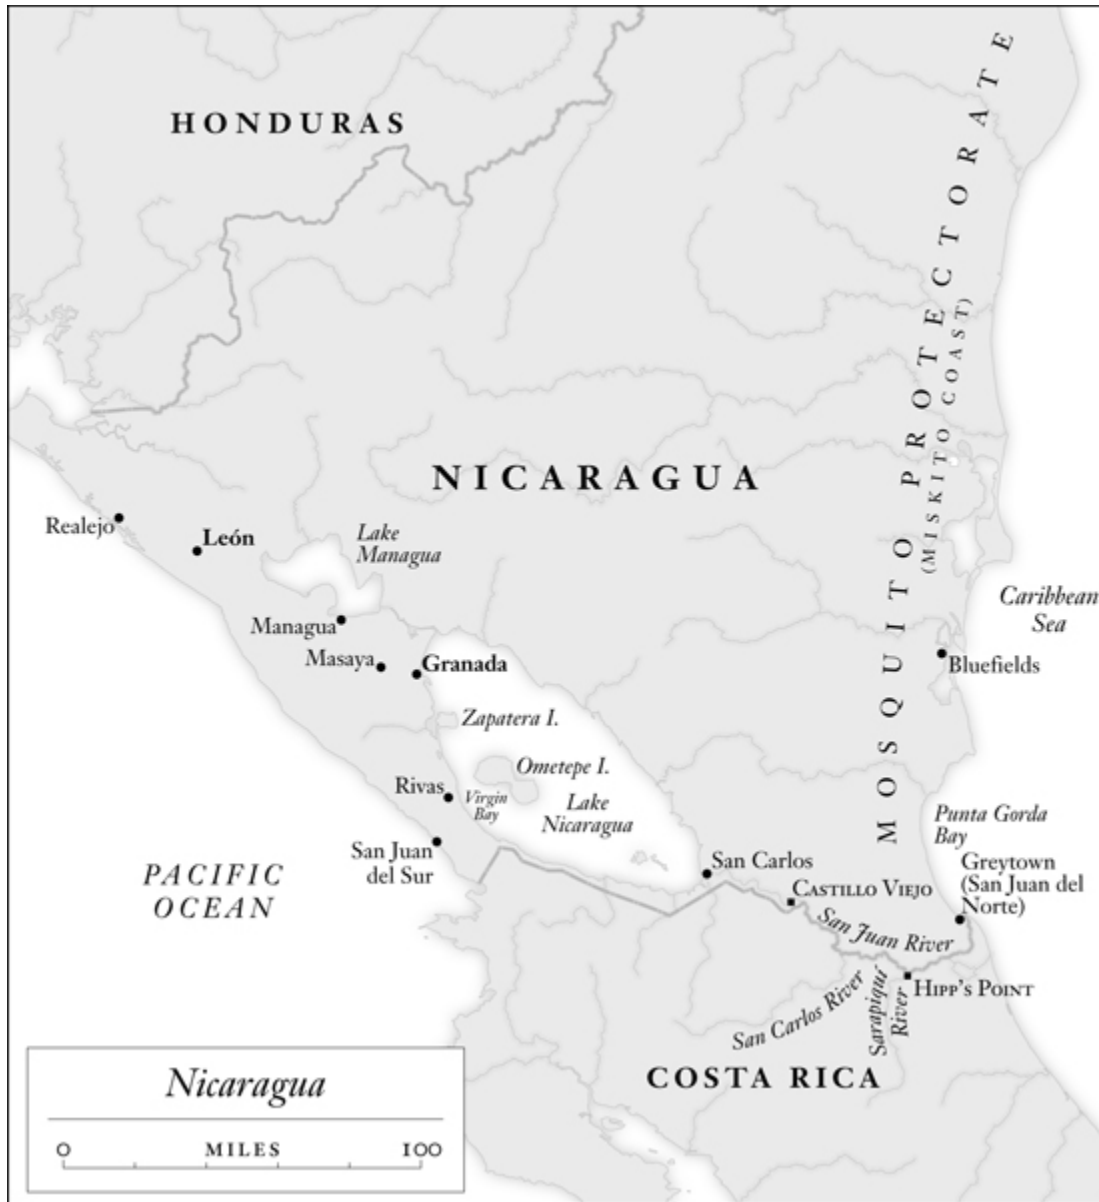 HONDURAS
MOSQUITO PROTECTORATE
(MISKITO COAST)
NICARAGUA
Realejo
León
Lake
Managua
Managua
Masaya
Granada
Caribbean
Sea
Bluefields
Zapatera I.
Ometepe I.
Rivas
Virgin
Bay
Lake
Nicaragua
Punta Gorda
Bay
San Juan
del Sur
San Carlos
Castillo Viejo
Greytown
(San Juan del
Norte)
PACIFIC
OCEAN
San Juan River
Hipp's Point
San Carlos River
Sarapiquí
River
COSTA RICA
Nicaragua
0 MILES 100